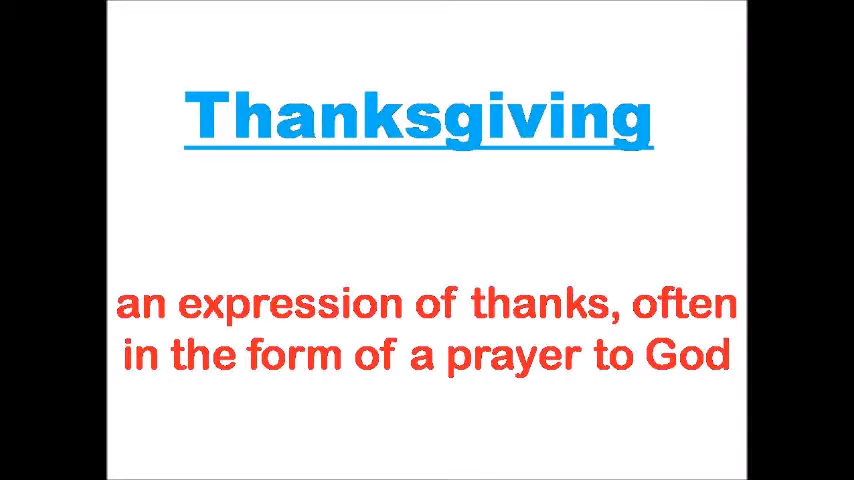 Thanksgiving
an expression of thanks, often
in the form of a prayer to God